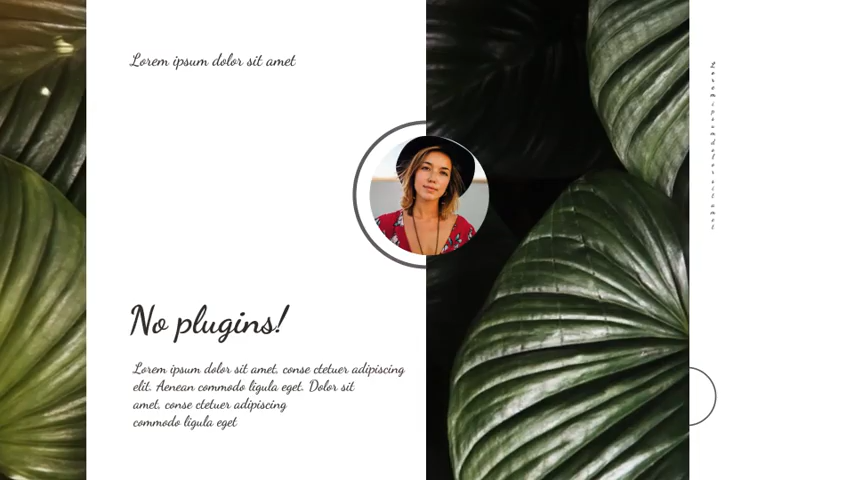 Lorem ipsum dolor sit amet
No plugins!
Lorem ipsum dolor sit amet, conse ctetuer adipiscing
elit. Aenean commodo ligula eget. Dolor sit
amet, conse ctetuer adipiscing
commodo ligula eget